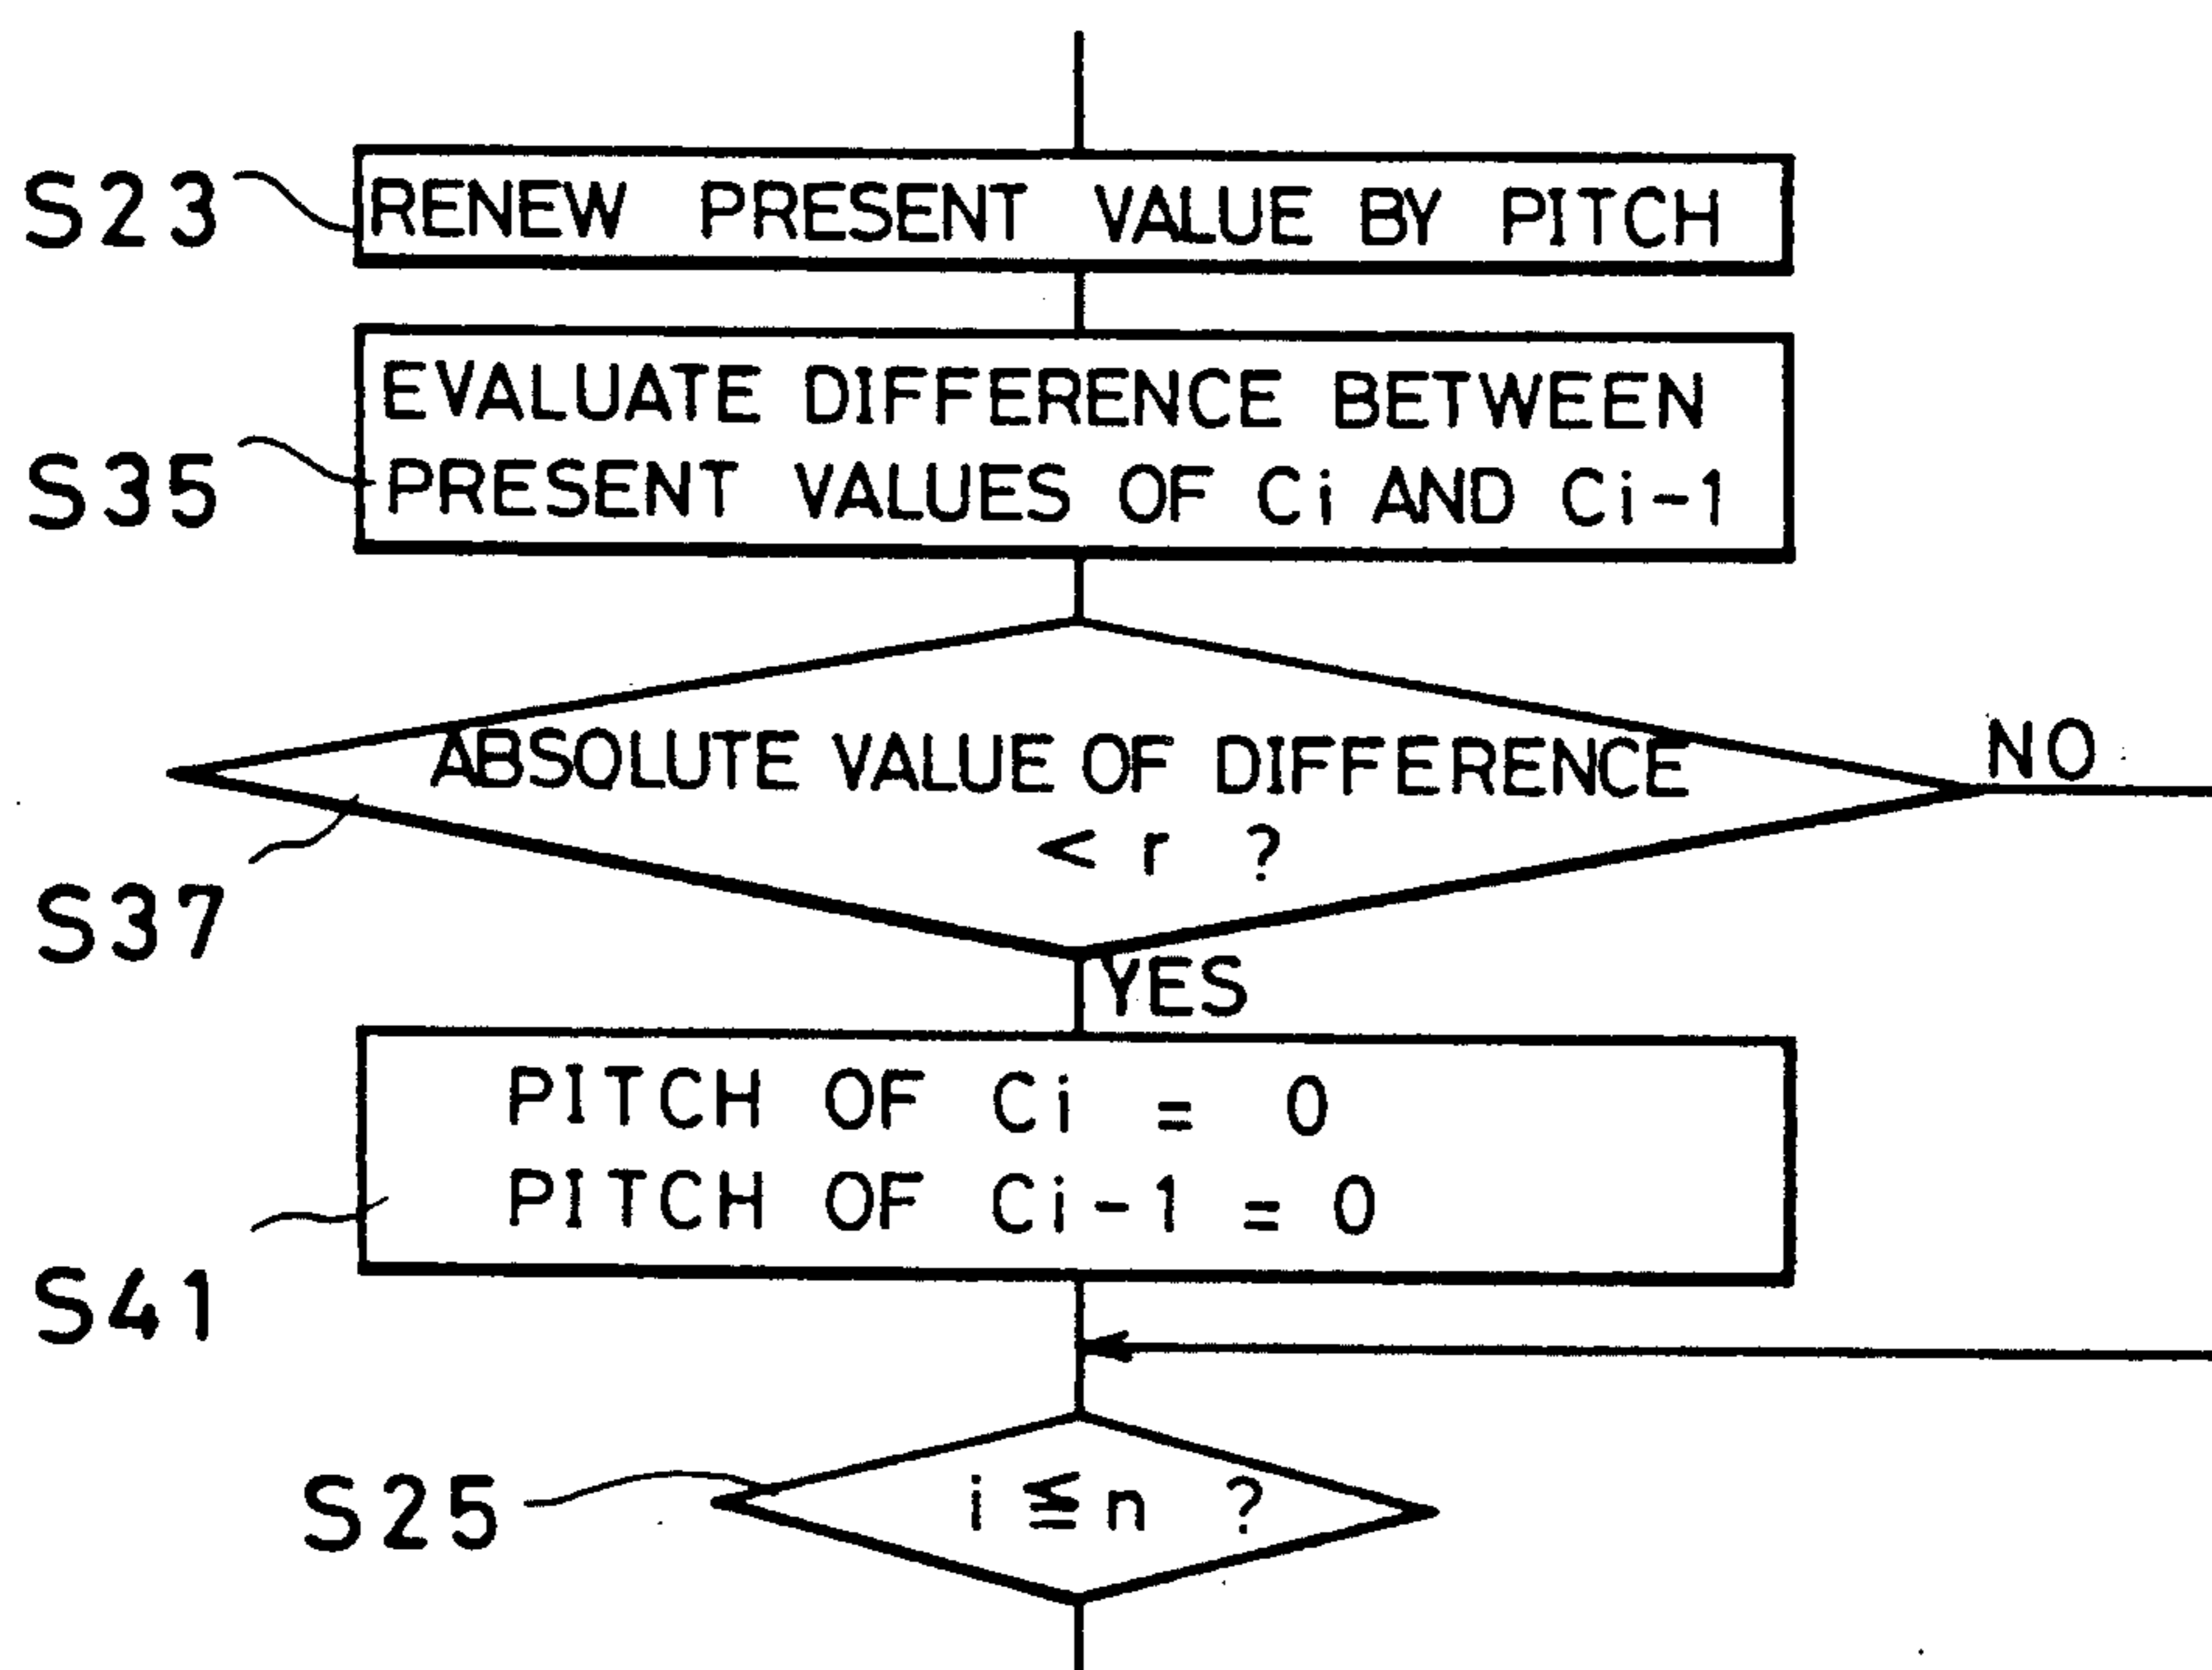 S23
RENEW PRESENT VALUE BY PITCH
EVALUATE DIFFERENCE BETWEEN
S35
PRESENT VALUES OF Ci AND Ci-1
ABSOLUTE VALUE OF DIFFERENCE
NO
< r ?
S37
YES
PITCH OF Ci = 0
PITCH OF Ci-1 = 0
S41
S25
i ≦ n ?